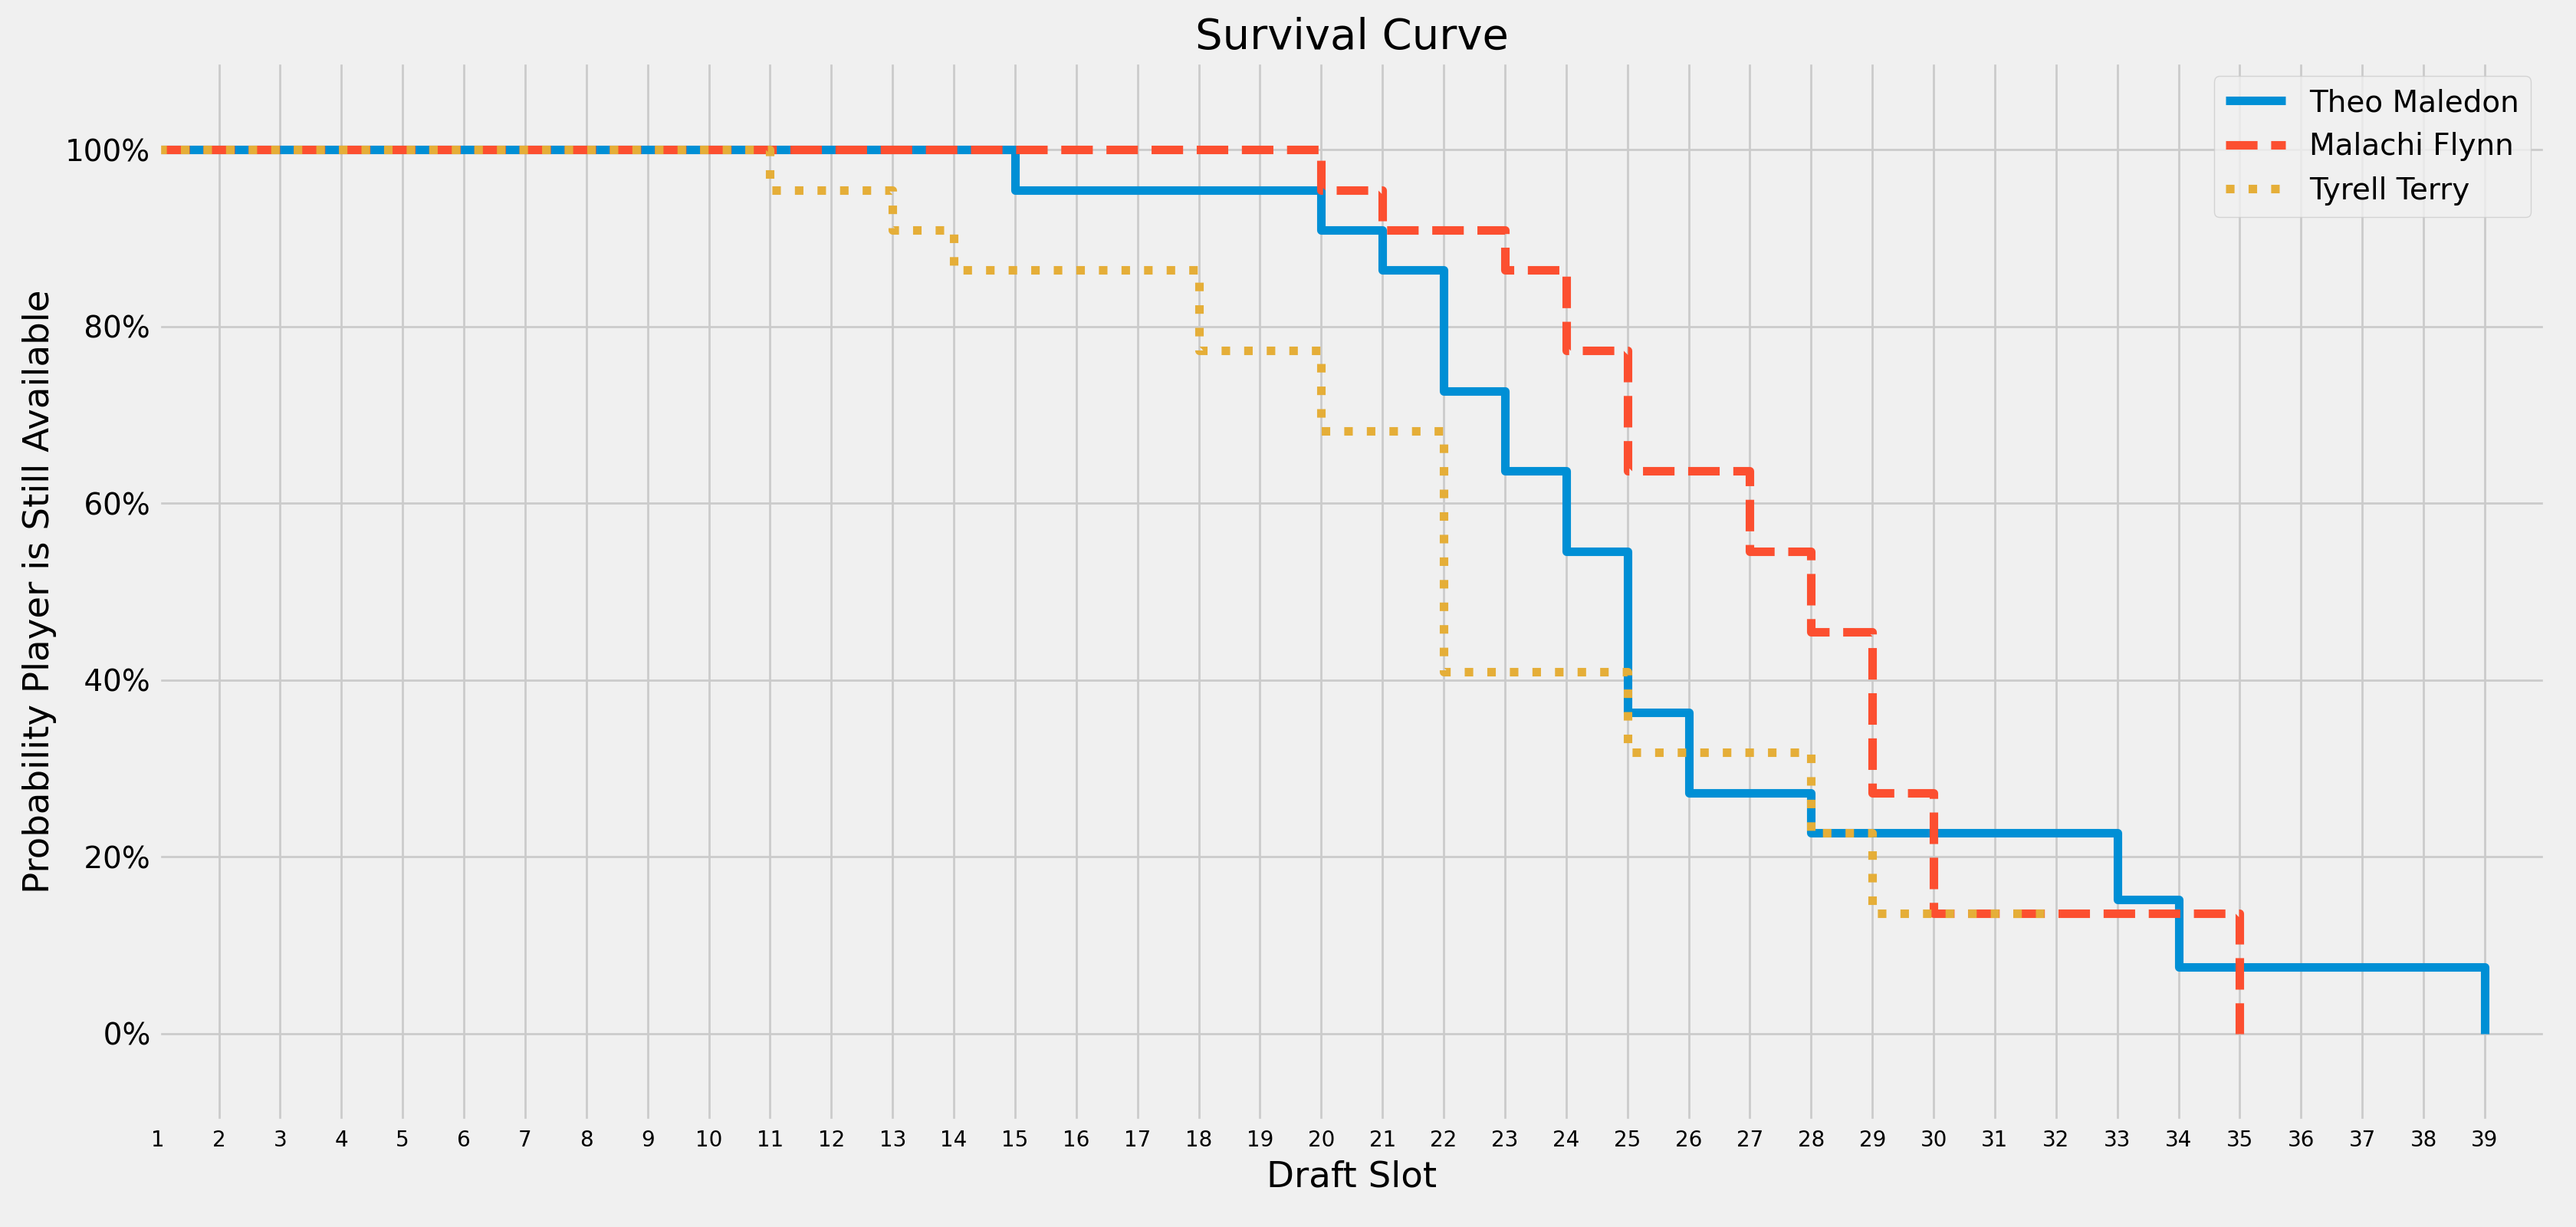 Survival Curve
Theo Maledon
Malachi Flynn
Tyrell Terry
Probability Player is Still Available
100%
80%
60%
40%
20%
0%
1 2 3 4 5 6 7 8 9 10 11 12 13 14 15 16 17 18 19 20 21 22 23 24 25 26 27 28 29 30 31 32 33 34 35 36 37 38 39
Draft Slot